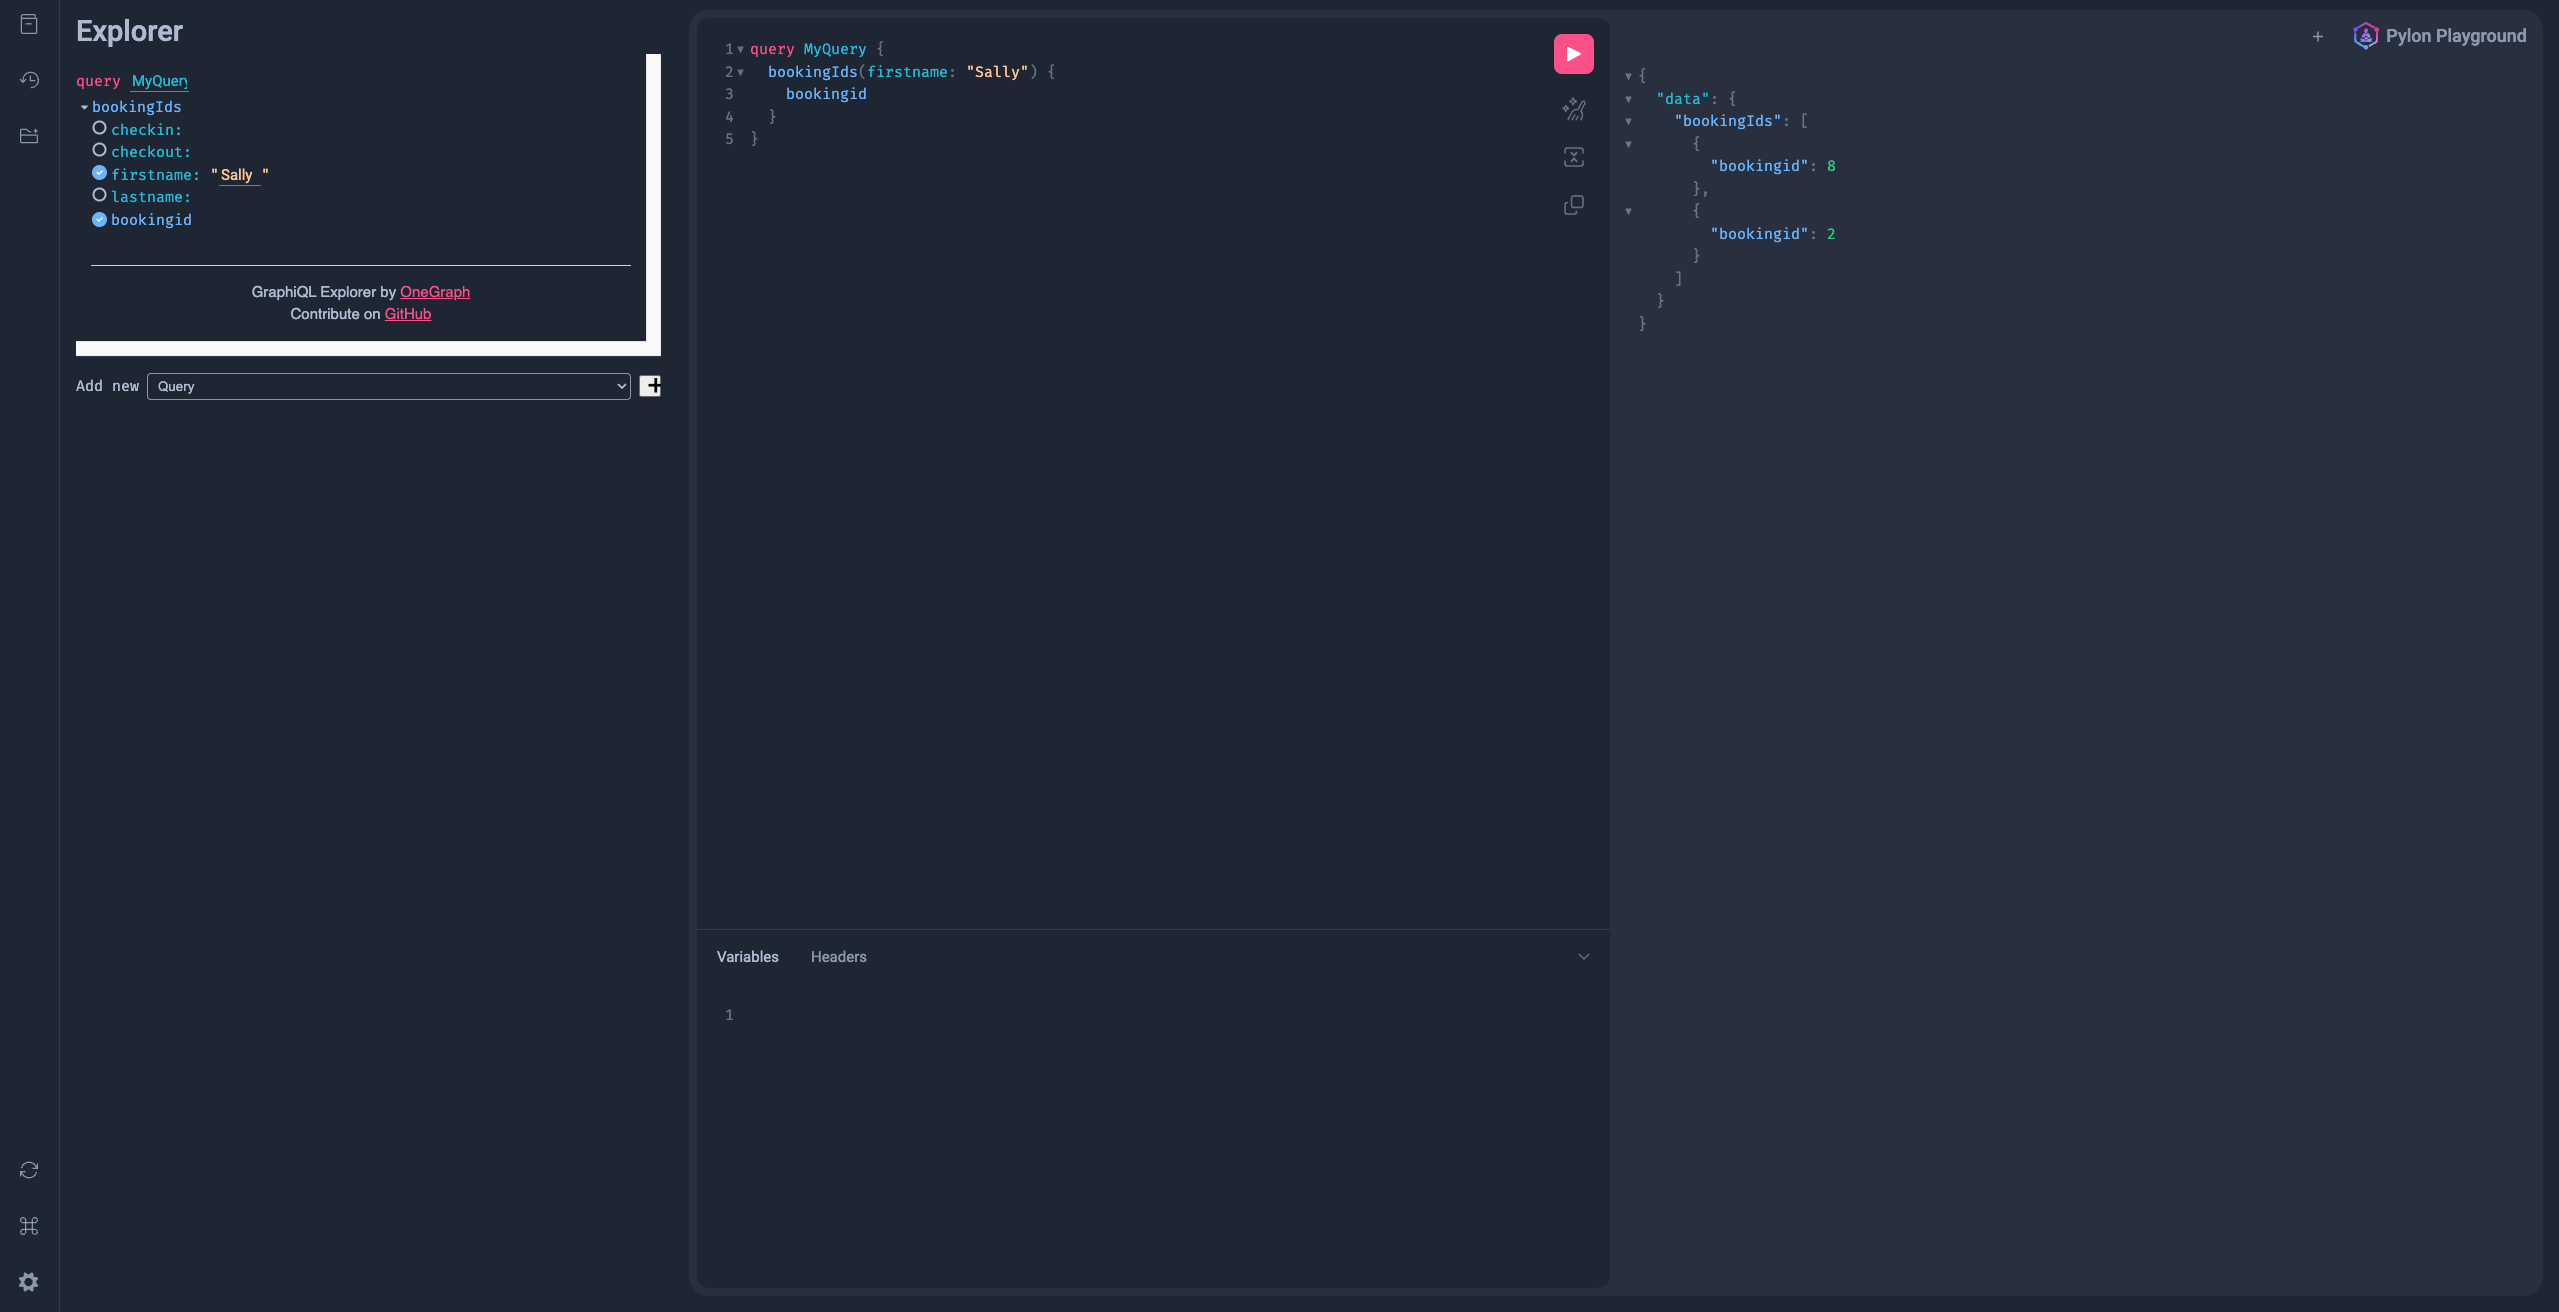 Explorer
query MyQuery
bookingIds
checkin:
checkout:
firstname: "Sally "
lastname:
bookingid
GraphiQL Explorer by OneGraph
Contribute on GitHub
Add new Query +
1 query MyQuery {
2 bookingIds(firstname: "Sally") {
3 bookingid
4 }
5 }
Variables Headers
1
+ Pylon Playground
{
"data": {
"bookingIds": [
{
"bookingid": 8
},
{
"bookingid": 2
}
]
}
}